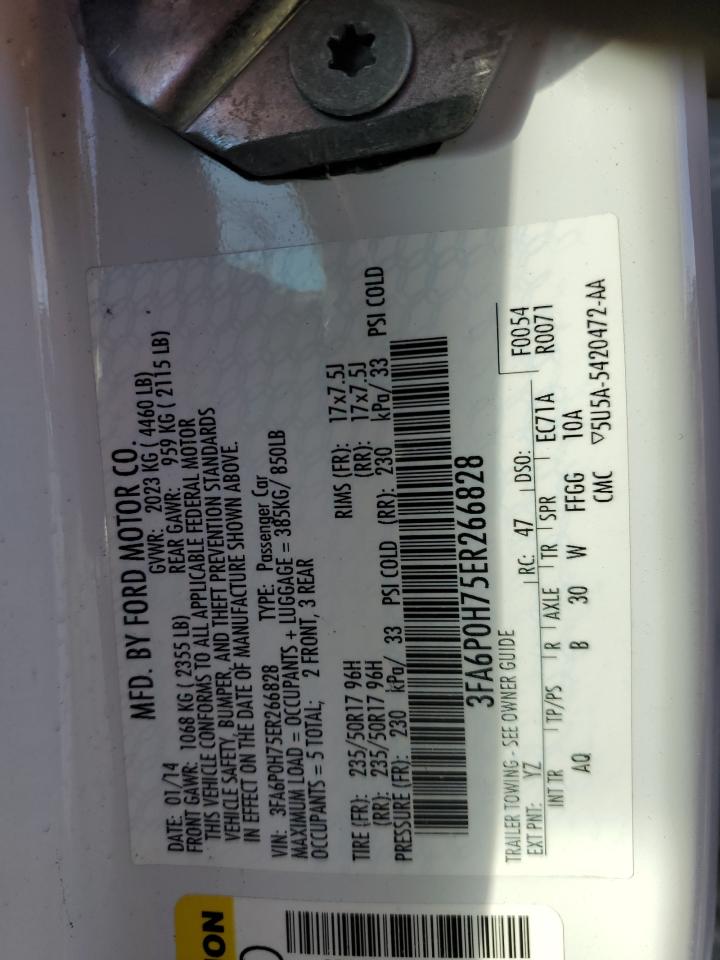 MFD. BY FORD MOTOR CO.
DATE: 01/14 GVWR: 2023 KG ( 4460 LB)
FRONT GAWR: 1068 KG ( 2355 LB) REAR GAWR: 959 KG ( 2115 LB)
THIS VEHICLE CONFORMS TO ALL APPLICABLE FEDERAL MOTOR
VEHICLE SAFETY, BUMPER, AND THEFT PREVENTION STANDARDS
IN EFFECT ON THE DATE OF MANUFACTURE SHOWN ABOVE.
VIN: 3FA6P0H75ER266828 TYPE: Passenger Car
MAXIMUM LOAD = OCCUPANTS + LUGGAGE = 385KG/ 850LB
OCCUPANTS = 5 TOTAL; 2 FRONT, 3 REAR
TIRE (FR): 235/50R17 96H RIMS (FR): 17x7.5J
(RR): 235/50R17 96H (RR): 17x7.5J
PRESSURE (FR): 230 kPa/ 33 PSI COLD (RR): 230 kPa/ 33 PSI COLD
3FA6P0H75ER266828
TRAILER TOWING - SEE OWNER GUIDE
EXT PNT: YZ RC: 47 DSO: F0054
R0071
INT TR TP/PS R AXLE TR SPR EC71A
AQ B 30 W FFGG 10A
CMC ▽5U5A-5420472-AA
ION